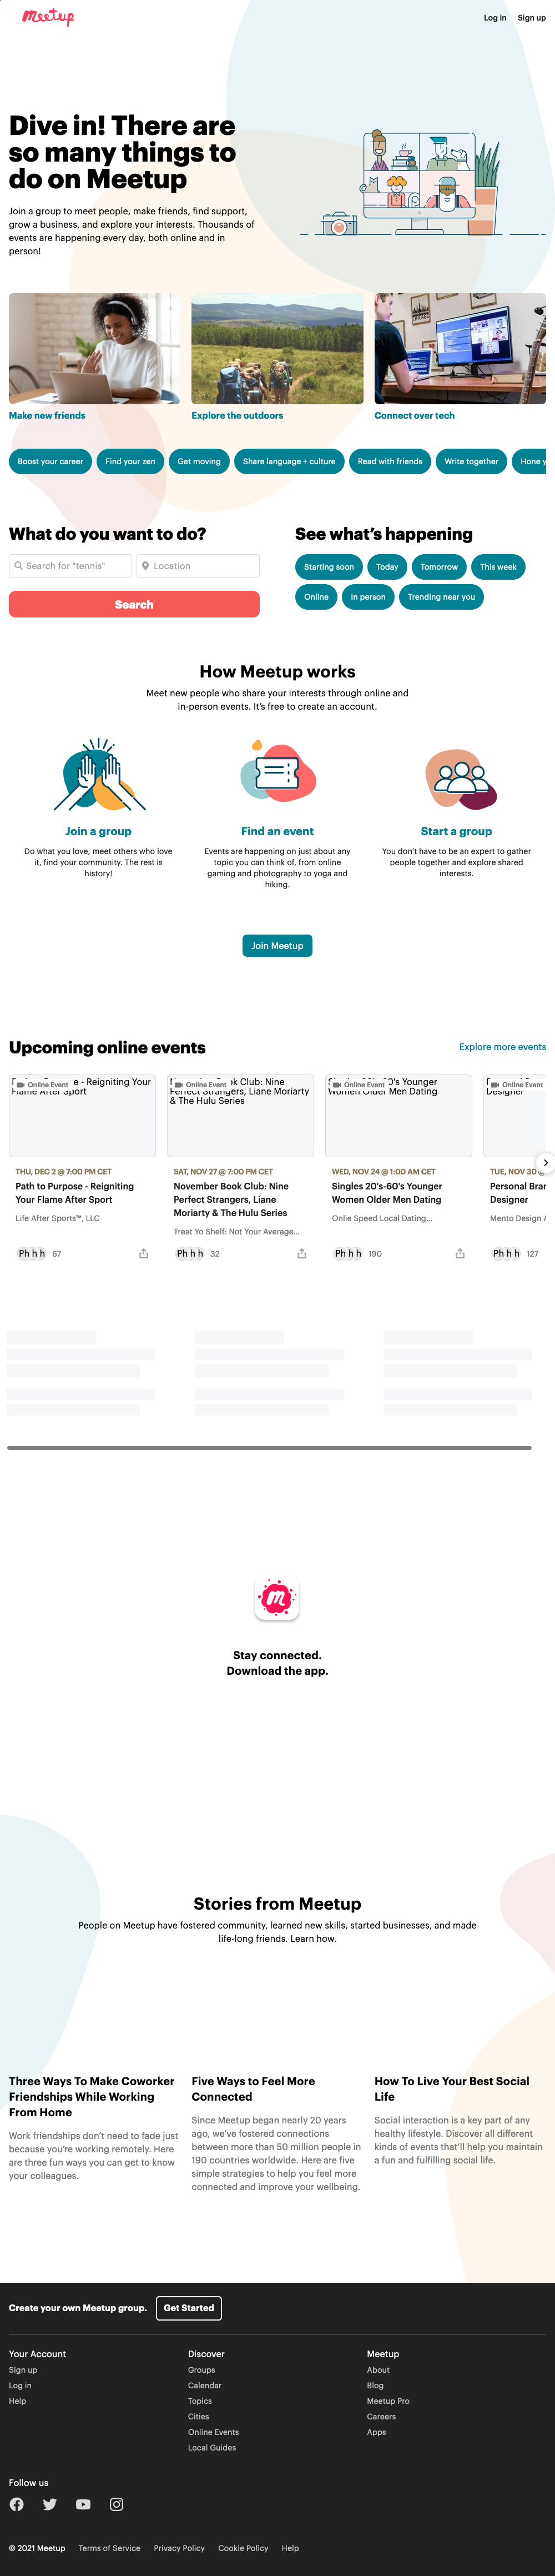 Meetup
Log in Sign up
Dive in! There are
so many things to
do on Meetup
Join a group to meet people, make friends, find support,
grow a business, and explore your interests. Thousands of
events are happening every day, both online and in
person!
Make new friends
Explore the outdoors
Connect over tech
Boost your career
Find your zen
Get moving
Share language + culture
Read with friends
Write together
Hone y
What do you want to do?
Search for "tennis"
Location
Search
See what's happening
Starting soon
Today
Tomorrow
This week
Online
In person
Trending near you
How Meetup works
Meet new people who share your interests through online and
in-person events. It's free to create an account.
Join a group
Do what you love, meet others who love
it, find your community. The rest is
history!
Find an event
Events are happening on just about any
topic you can think of, from online
gaming and photography to yoga and
hiking.
Start a group
You don't have to be an expert to gather
people together and explore shared
interests.
Join Meetup
Upcoming online events
Explore more events
Online Event
THU, DEC 2 @ 7:00 PM CET
Path to Purpose - Reigniting
Your Flame After Sport
Life After Sports™, LLC
Ph h h 67
Online Event
& The Hulu Series
SAT, NOV 27 @ 7:00 PM CET
November Book Club: Nine
Perfect Strangers, Liane
Moriarty & The Hulu Series
Treat Yo Shelf: Not Your Average...
Ph h h 32
Online Event
WED, NOV 24 @ 1:00 AM CET
Singles 20's-60's Younger
Women Older Men Dating
Onlie Speed Local Dating...
Ph h h 190
Online Event
Designer
TUE, NOV 30 @
Personal Bran
Designer
Mento Design A
Ph h h 127
Stay connected.
Download the app.
Stories from Meetup
People on Meetup have fostered community, learned new skills, started businesses, and made
life-long friends. Learn how.
Three Ways To Make Coworker
Friendships While Working
From Home
Work friendships don't need to fade just
because you're working remotely. Here
are three fun ways you can get to know
your colleagues.
Five Ways to Feel More
Connected
Since Meetup began nearly 20 years
ago, we've fostered connections
between more than 50 million people in
190 countries worldwide. Here are five
simple strategies to help you feel more
connected and improve your wellbeing.
How To Live Your Best Social
Life
Social interaction is a key part of any
healthy lifestyle. Discover all different
kinds of events that'll help you maintain
a fun and fulfilling social life.
Create your own Meetup group.
Get Started
Your Account
Sign up
Log in
Help
Discover
Groups
Calendar
Topics
Cities
Online Events
Local Guides
Meetup
About
Blog
Meetup Pro
Careers
Apps
Follow us
© 2021 Meetup Terms of Service Privacy Policy Cookie Policy Help